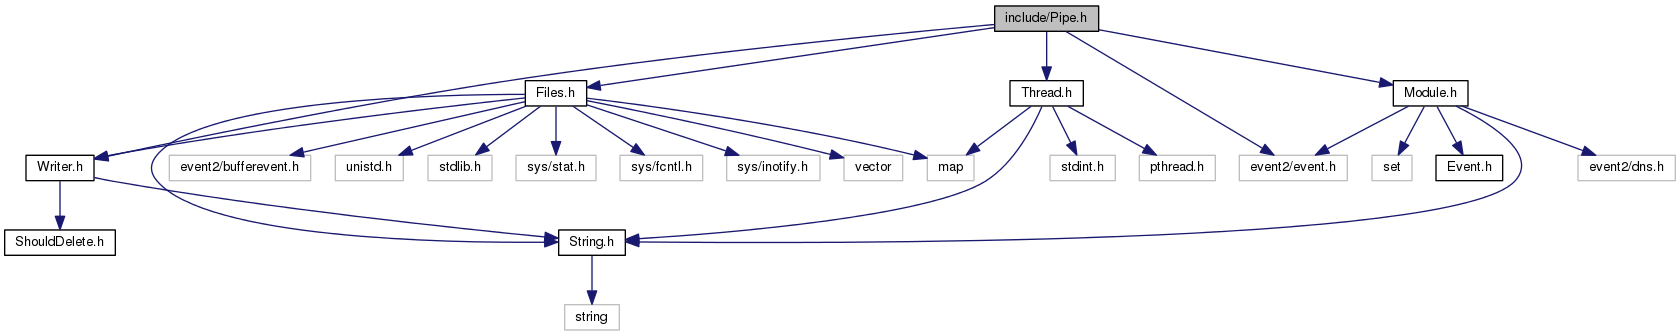 include/Pipe.h
Files.h
Thread.h
Module.h
Writer.h
event2/bufferevent.h
unistd.h
stdlib.h
sys/stat.h
sys/fcntl.h
sys/inotify.h
vector
map
stdint.h
pthread.h
event2/event.h
set
Event.h
event2/dns.h
ShouldDelete.h
String.h
string